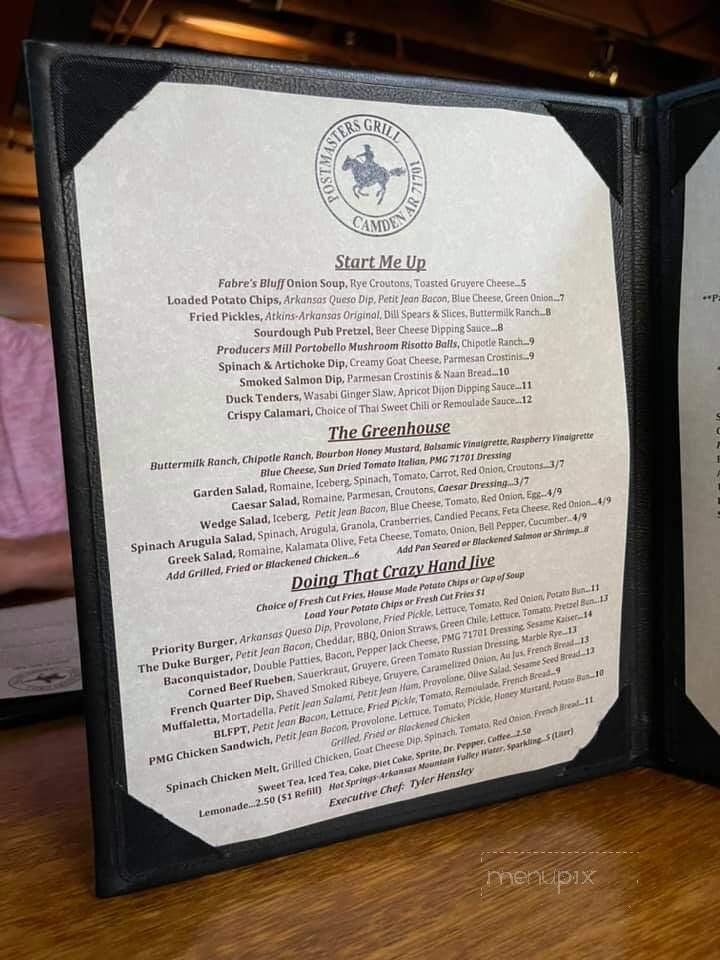 POSTMASTERS GRILL
CAMDEN AR 71701
Start Me Up
Fabre's Bluff Onion Soup, Rye Croutons, Toasted Gruyere Cheese...5
Loaded Potato Chips, Arkansas Queso Dip, Petit Jean Bacon, Blue Cheese, Green Onion...7
Fried Pickles, Atkins-Arkansas Original, Dill Spears & Slices, Buttermilk Ranch...8
Sourdough Pub Pretzel, Beer Cheese Dipping Sauce...8
Producers Mill Portobello Mushroom Risotto Balls, Chipotle Ranch...9
Spinach & Artichoke Dip, Creamy Goat Cheese, Parmesan Crostinis...9
Smoked Salmon Dip, Parmesan Crostinis & Naan Bread...10
Duck Tenders, Wasabi Ginger Slaw, Apricot Dijon Dipping Sauce...11
Crispy Calamari, Choice of Thai Sweet Chili or Remoulade Sauce...12
The Greenhouse
Buttermilk Ranch, Chipotle Ranch, Bourbon Honey Mustard, Balsamic Vinaigrette, Raspberry Vinaigrette
Blue Cheese, Sun Dried Tomato Italian, PMG 71701 Dressing
Garden Salad, Romaine, Iceberg, Spinach, Tomato, Carrot, Red Onion, Croutons...3/7
Caesar Salad, Romaine, Parmesan, Croutons, Caesar Dressing...3/7
Wedge Salad, Iceberg, Petit Jean Bacon, Blue Cheese, Tomato, Red Onion, Egg...4/9
Spinach Arugula Salad, Spinach, Arugula, Granola, Cranberries, Candied Pecans, Feta Cheese, Red Onion...4/9
Greek Salad, Romaine, Kalamata Olive, Feta Cheese, Tomato, Onion, Bell Pepper, Cucumber...4/9
Add Grilled, Fried or Blackened Chicken...6 Add Pan Seared or Blackened Salmon or Shrimp...8
Doing That Crazy Hand Jive
Choice of Fresh Cut Fries, House Made Potato Chips or Cup of Soup
Load Your Potato Chips or Fresh Cut Fries $1
Priority Burger, Arkansas Queso Dip, Provolone, Fried Pickle, Lettuce, Tomato, Red Onion, Potato Bun...11
The Duke Burger, Petit Jean Bacon, Cheddar, BBQ, Onion Straws, Green Chile, Lettuce, Tomato, Pretzel Bun...13
Baconquistador, Double Patties, Bacon, Pepper Jack Cheese, PMG 71701 Dressing, Sesame Kaiser...14
Corned Beef Rueben, Sauerkraut, Gruyere, Green Tomato Russian Dressing, Marble Rye...13
French Quarter Dip, Shaved Smoked Ribeye, Gruyere, Caramelized Onion, Au Jus, French Bread...13
Muffaletta, Mortadella, Petit Jean Salami, Petit Jean Ham, Provolone, Olive Salad, Sesame Seed Bread...13
BLFPT, Petit Jean Bacon, Lettuce, Fried Pickle, Tomato, Remoulade, French Bread...9
PMG Chicken Sandwich, Petit Jean Bacon, Provolone, Lettuce, Tomato, Pickle, Honey Mustard, Potato Bun...10
Grilled, Fried or Blackened Chicken
Spinach Chicken Melt, Grilled Chicken, Goat Cheese Dip, Spinach, Tomato, Red Onion, French Bread...11
Sweet Tea, Iced Tea, Coke, Diet Coke, Sprite, Dr. Pepper, Coffee...2.50
Lemonade...2.50 ($1 Refill) Hot Springs-Arkansas Mountain Valley Water, Sparkling...5 (Liter)
Executive Chef: Tyler Hensley
menupix